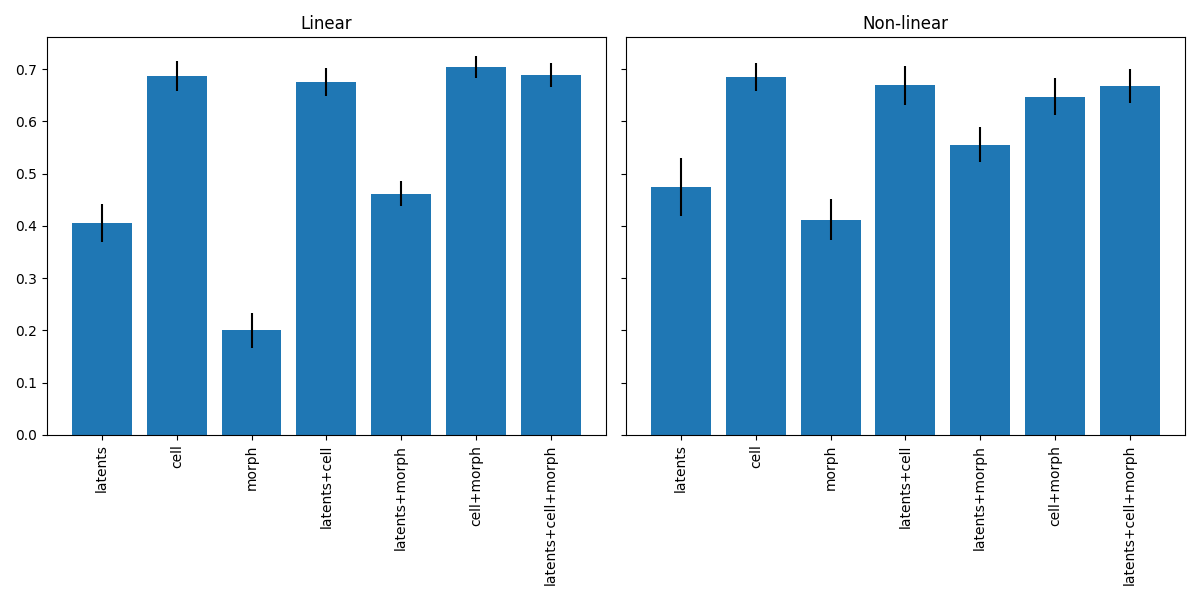 Linear
Non-linear
0.7
0.6
0.5
0.4
0.3
0.2
0.1
0.0
latents
cell
morph
latents+cell
latents+morph
cell+morph
latents+cell+morph
latents
cell
morph
latents+cell
latents+morph
cell+morph
latents+cell+morph